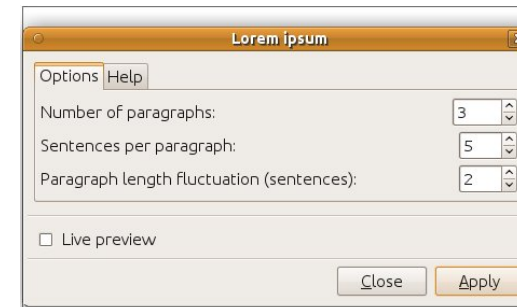 Lorem ipsum
Options Help
Number of paragraphs: 3
Sentences per paragraph: 5
Paragraph length fluctuation (sentences): 2
Live preview
Close Apply